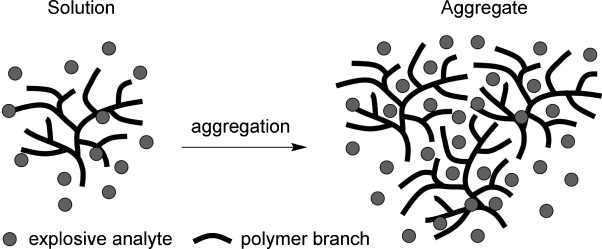 Solution
Aggregate
aggregation
explosive analyte
polymer branch